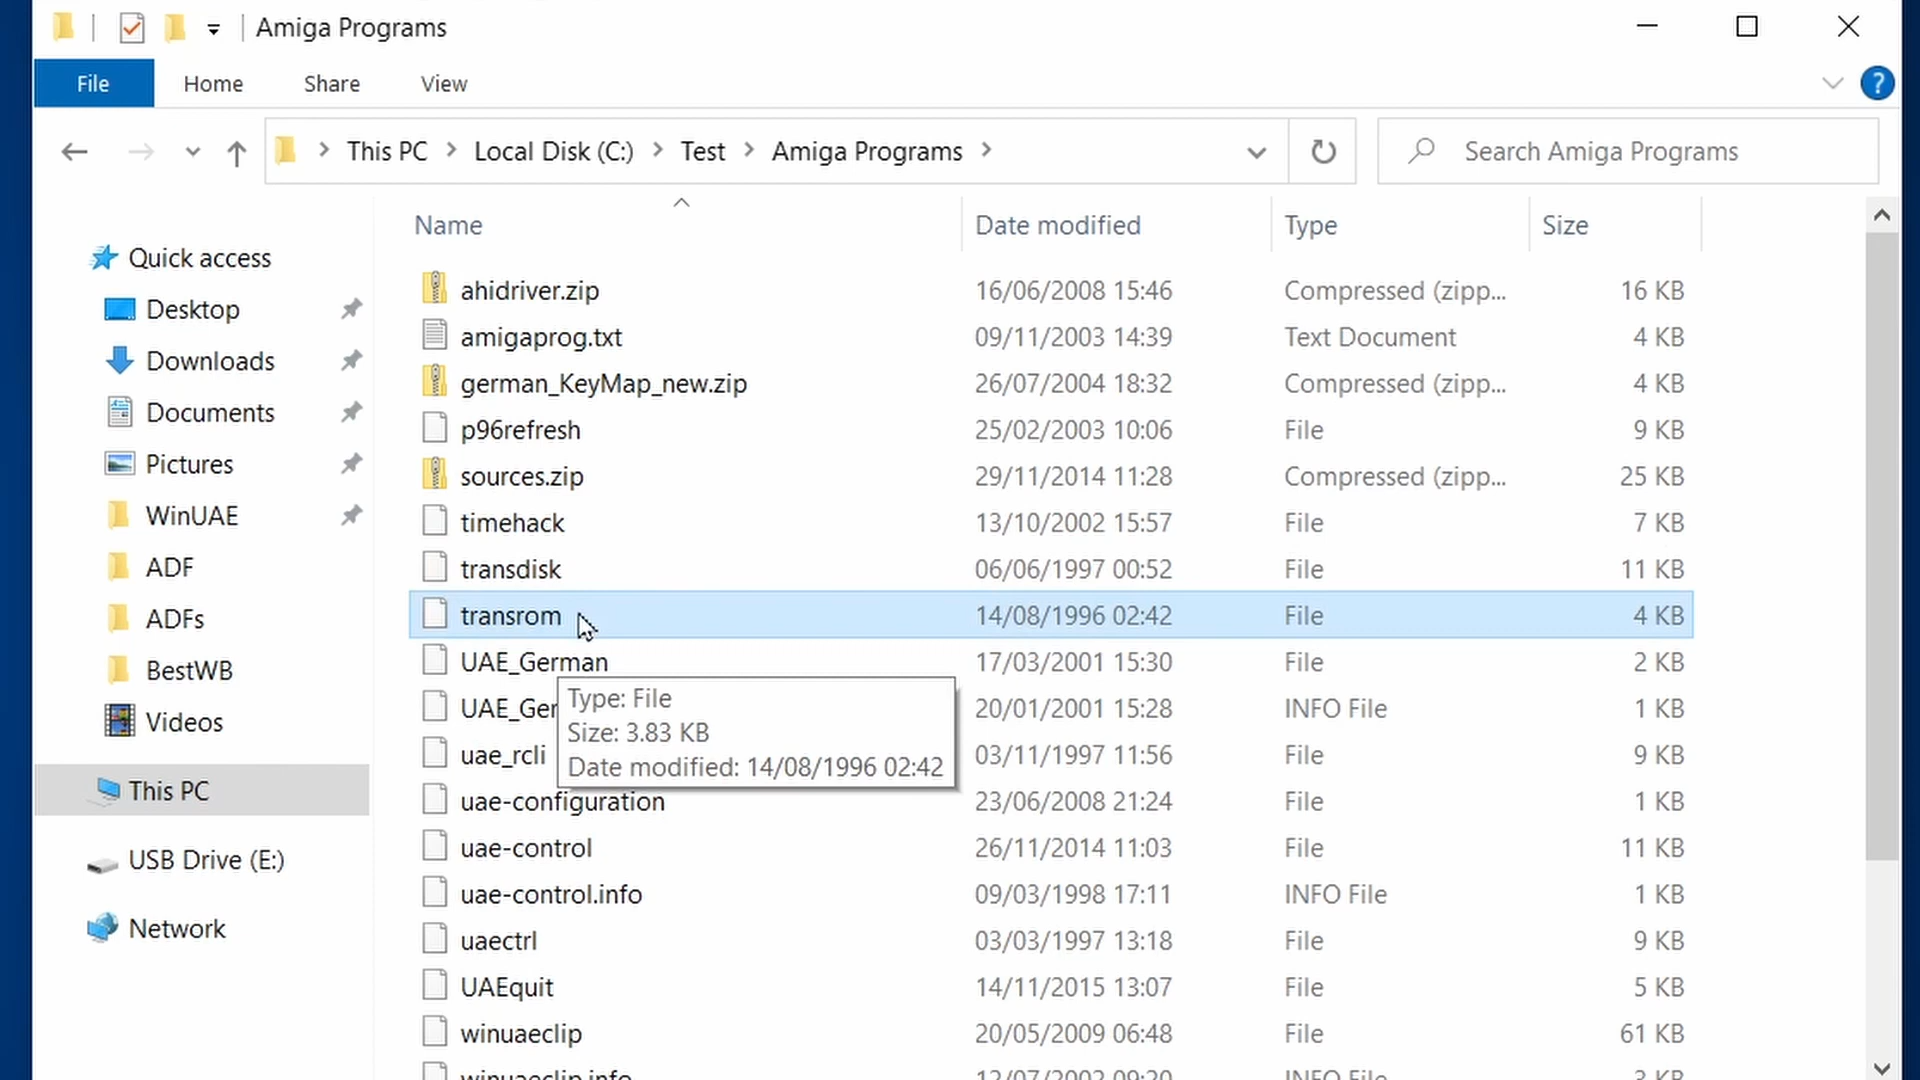 Amiga Programs
File Home Share View
?
This PC Local Disk (C:) Test Amiga Programs Search Amiga Programs
Name Date modified Type Size
Quick access
Desktop
Downloads
Documents
Pictures
WinUAE
ADF
ADFs
BestWB
Videos
This PC
USB Drive (E:)
Network
ahidriver.zip 16/06/2008 15:46 Compressed (zipp... 16 KB
amigaprog.txt 09/11/2003 14:39 Text Document 4 KB
german_KeyMap_new.zip 26/07/2004 18:32 Compressed (zipp... 4 KB
p96refresh 25/02/2003 10:06 File 9 KB
sources.zip 29/11/2014 11:28 Compressed (zipp... 25 KB
timehack 13/10/2002 15:57 File 7 KB
transdisk 06/06/1997 00:52 File 11 KB
transrom 14/08/1996 02:42 File 4 KB
UAE_German 17/03/2001 15:30 File 2 KB
UAE_Ger 20/01/2001 15:28 INFO File 1 KB
uae_rcli 03/11/1997 11:56 File 9 KB
Type: File
Size: 3.83 KB
Date modified: 14/08/1996 02:42
uae-configuration 23/06/2008 21:24 File 1 KB
uae-control 26/11/2014 11:03 File 11 KB
uae-control.info 09/03/1998 17:11 INFO File 1 KB
uaectrl 03/03/1997 13:18 File 9 KB
UAEquit 14/11/2015 13:07 File 5 KB
winuaeclip 20/05/2009 06:48 File 61 KB
winuaeclip.info 12/07/2002 09:20 INFO File 3 KB